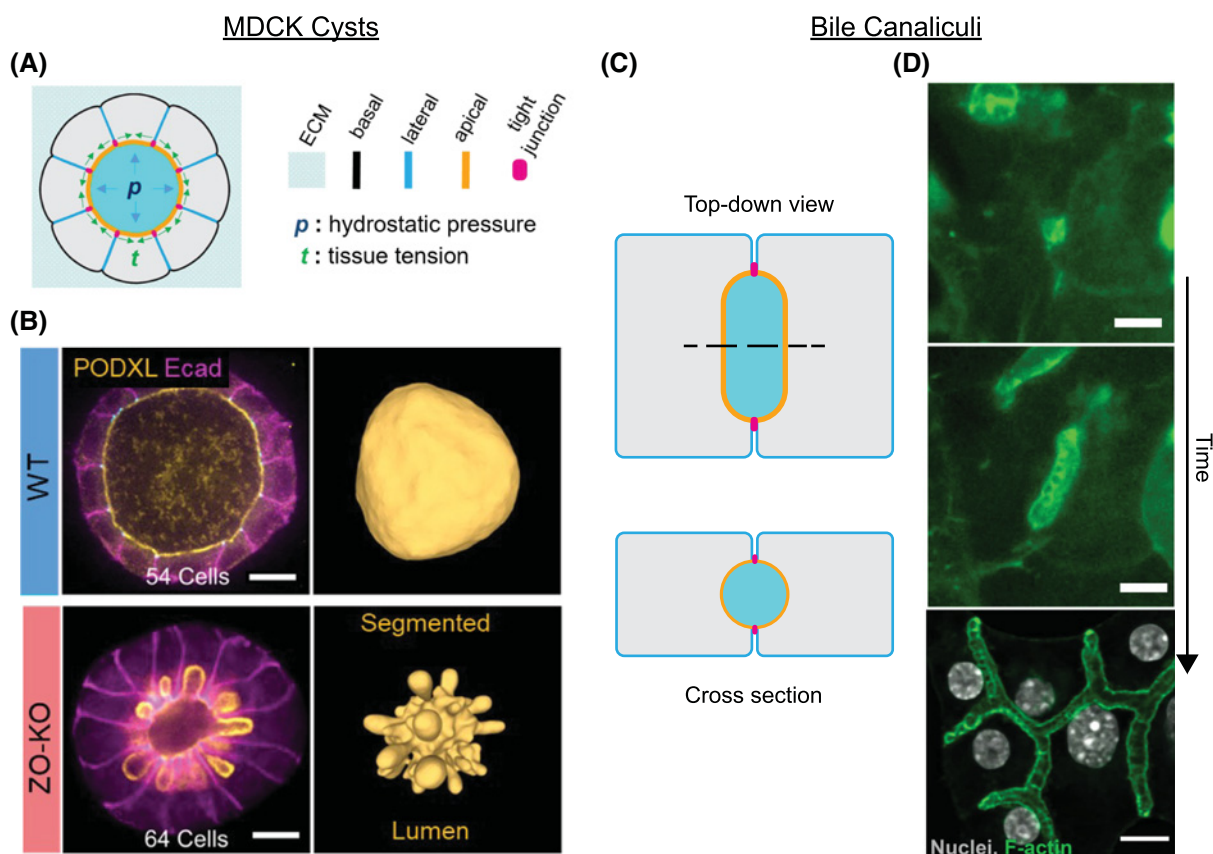 MDCK Cysts
Bile Canaliculi
(A)
ECM
basal
lateral
apical
tight
junction
p
t
p : hydrostatic pressure
t : tissue tension
(B)
WT
PODXL Ecad
54 Cells
ZO-KO
64 Cells
Segmented
Lumen
(C)
Top-down view
Cross section
(D)
Time
Nuclei, F-actin